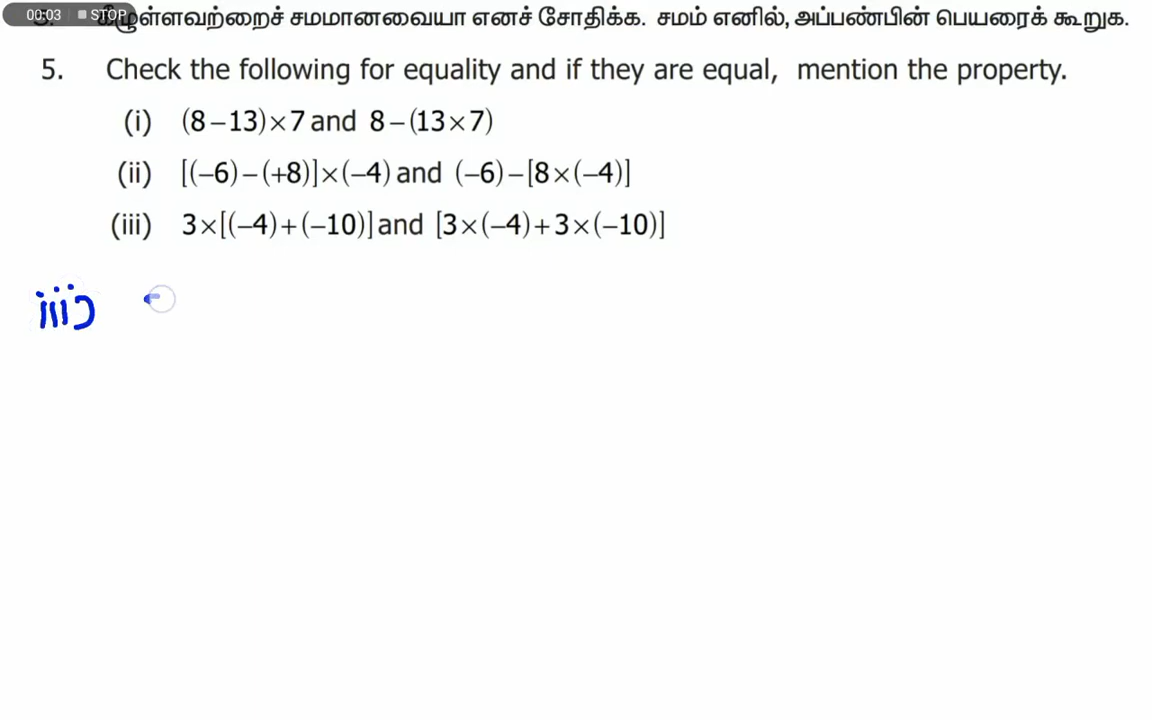 00:03 STOP
சமமானவையா எனச் சோதிக்க. சமம் எனில், அப்பண்பின் பெயரைக் கூறுக.
5. Check the following for equality and if they are equal, mention the property.
(i) (8–13)×7 and 8–(13×7)
(ii) [(–6)–(+8)]×(–4) and (–6)–[8×(–4)]
(iii) 3×[(–4)+(–10)] and [3×(–4)+3×(–10)]
iii)